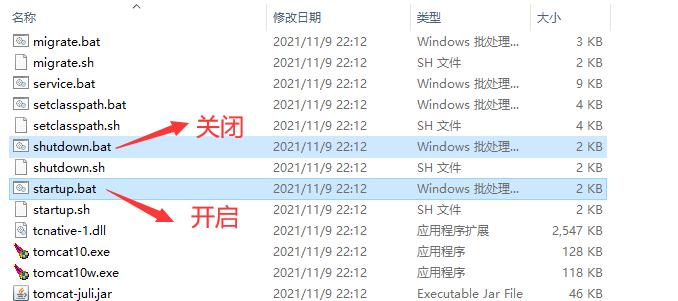 名称 修改日期 类型 大小
migrate.bat 2021/11/9 22:12 Windows 批处理... 3 KB
migrate.sh 2021/11/9 22:12 SH 文件 2 KB
service.bat 2021/11/9 22:12 Windows 批处理... 9 KB
setclasspath.bat 2021/11/9 22:12 Windows 批处理... 4 KB
setclasspath.sh 2021/11/9 22:12 SH 文件 4 KB
关闭
shutdown.bat 2021/11/9 22:12 Windows 批处理... 2 KB
shutdown.sh 2021/11/9 22:12 SH 文件 2 KB
startup.bat 2021/11/9 22:12 Windows 批处理... 2 KB
startup.sh 2021/11/9 22:12 SH 文件 2 KB
开启
tcnative-1.dll 2021/11/9 22:12 应用程序扩展 2,547 KB
tomcat10.exe 2021/11/9 22:12 应用程序 128 KB
tomcat10w.exe 2021/11/9 22:12 应用程序 118 KB
tomcat-juli.jar 2021/11/9 22:12 Executable Jar File 46 KB